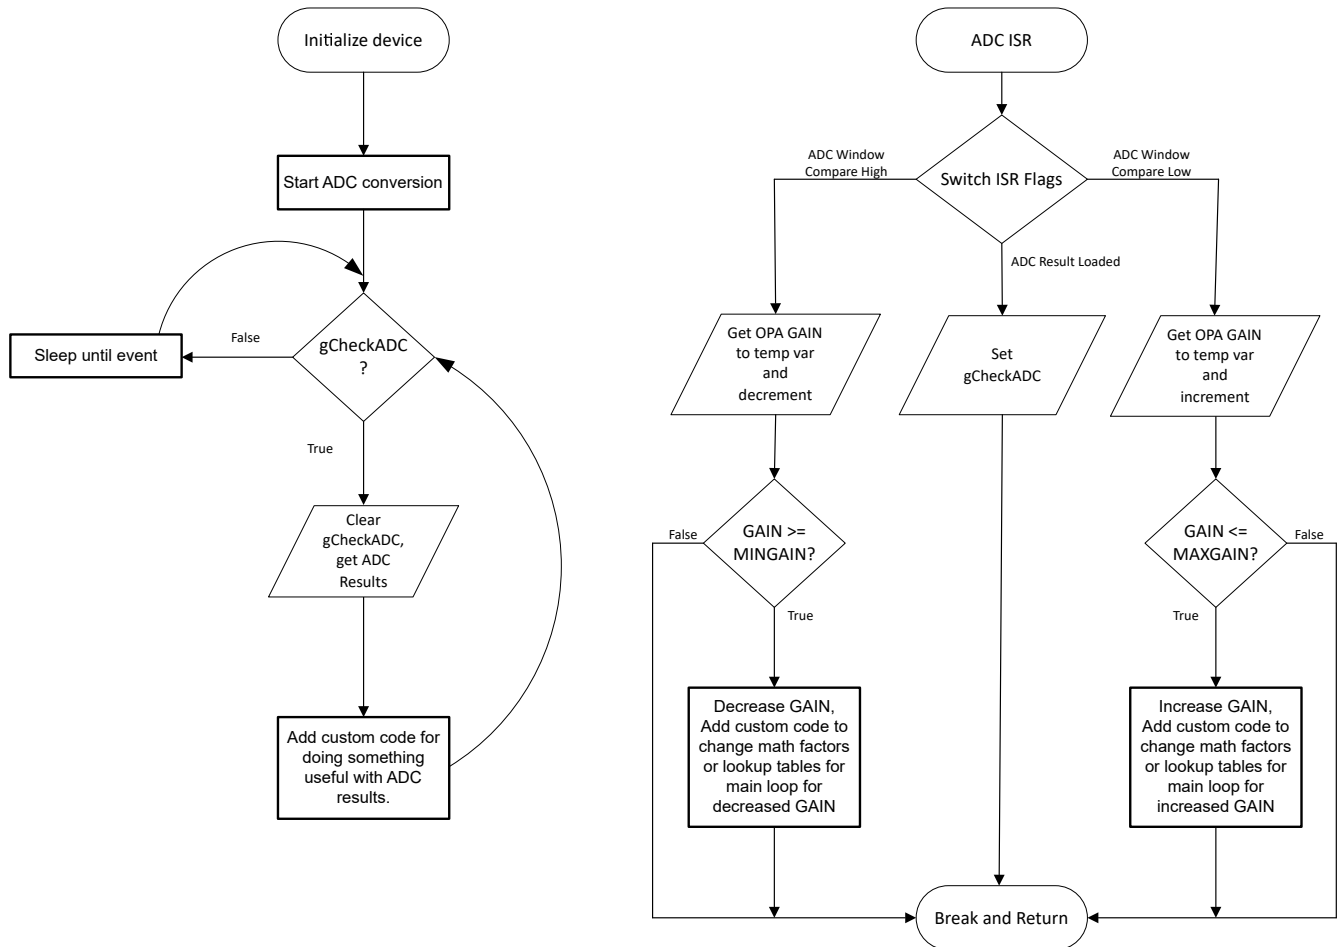 Initialize device
Start ADC conversion
False
Sleep until event
gCheckADC
?
True
Clear
gCheckADC,
get ADC
Results
Add custom code for
doing something
useful with ADC
results.
ADC ISR
ADC Window
Compare High
Switch ISR Flags
ADC Window
Compare Low
ADC Result Loaded
Get OPA GAIN
to temp var
and
decrement
Set
gCheckADC
Get OPA GAIN
to temp var
and
increment
False
GAIN >=
MINGAIN?
True
GAIN <=
MAXGAIN?
False
True
Decrease GAIN,
Add custom code to
change math factors
or lookup tables for
main loop for
decreased GAIN
Increase GAIN,
Add custom code to
change math factors
or lookup tables for
main loop for
increased GAIN
Break and Return